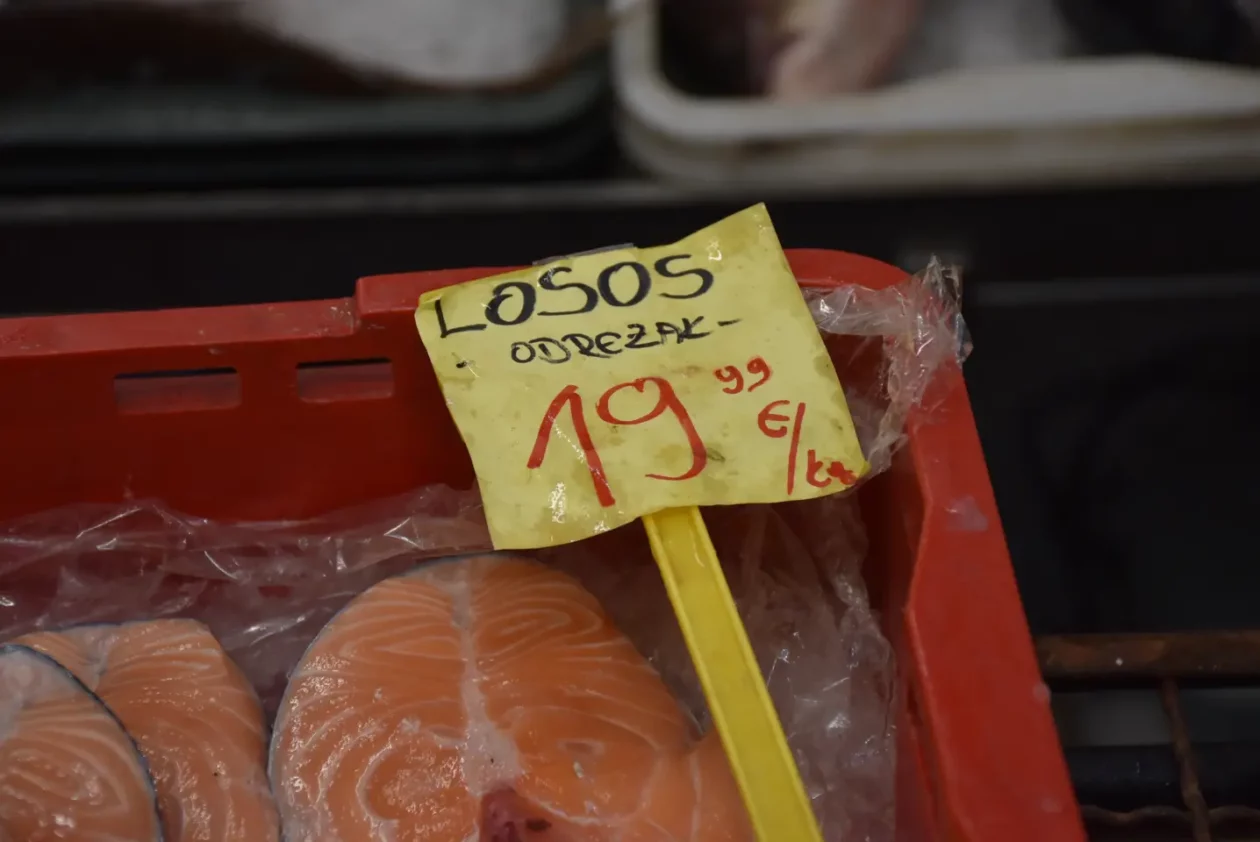 LOSOS
ODREZAK-
19 99 €/kg